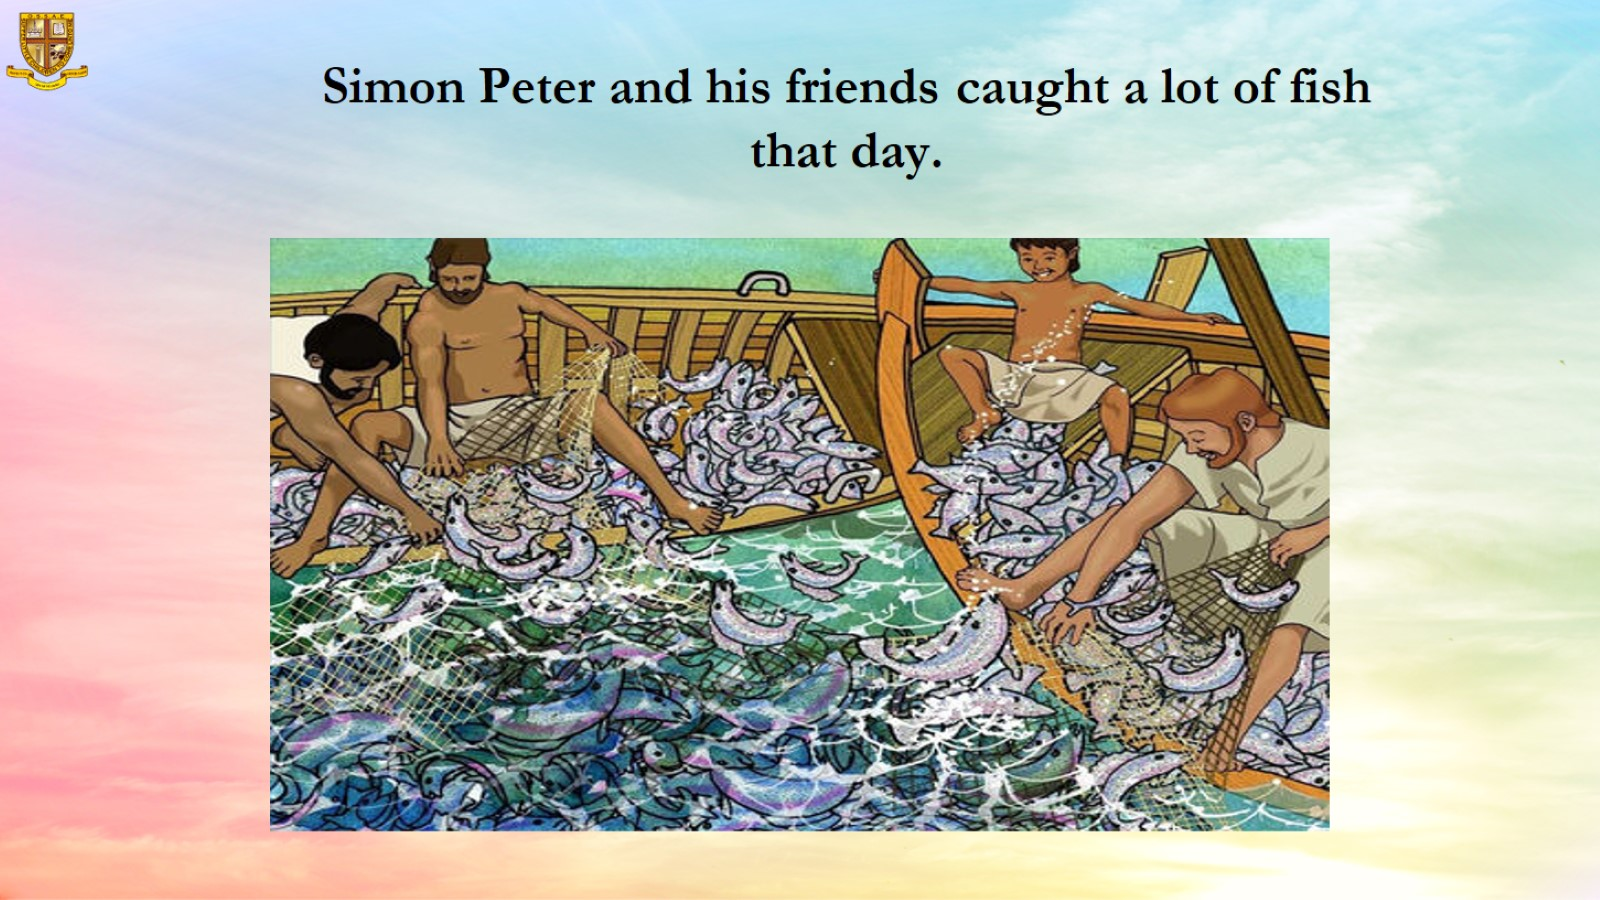 Simon Peter and his friends caught a lot of fish
that day.